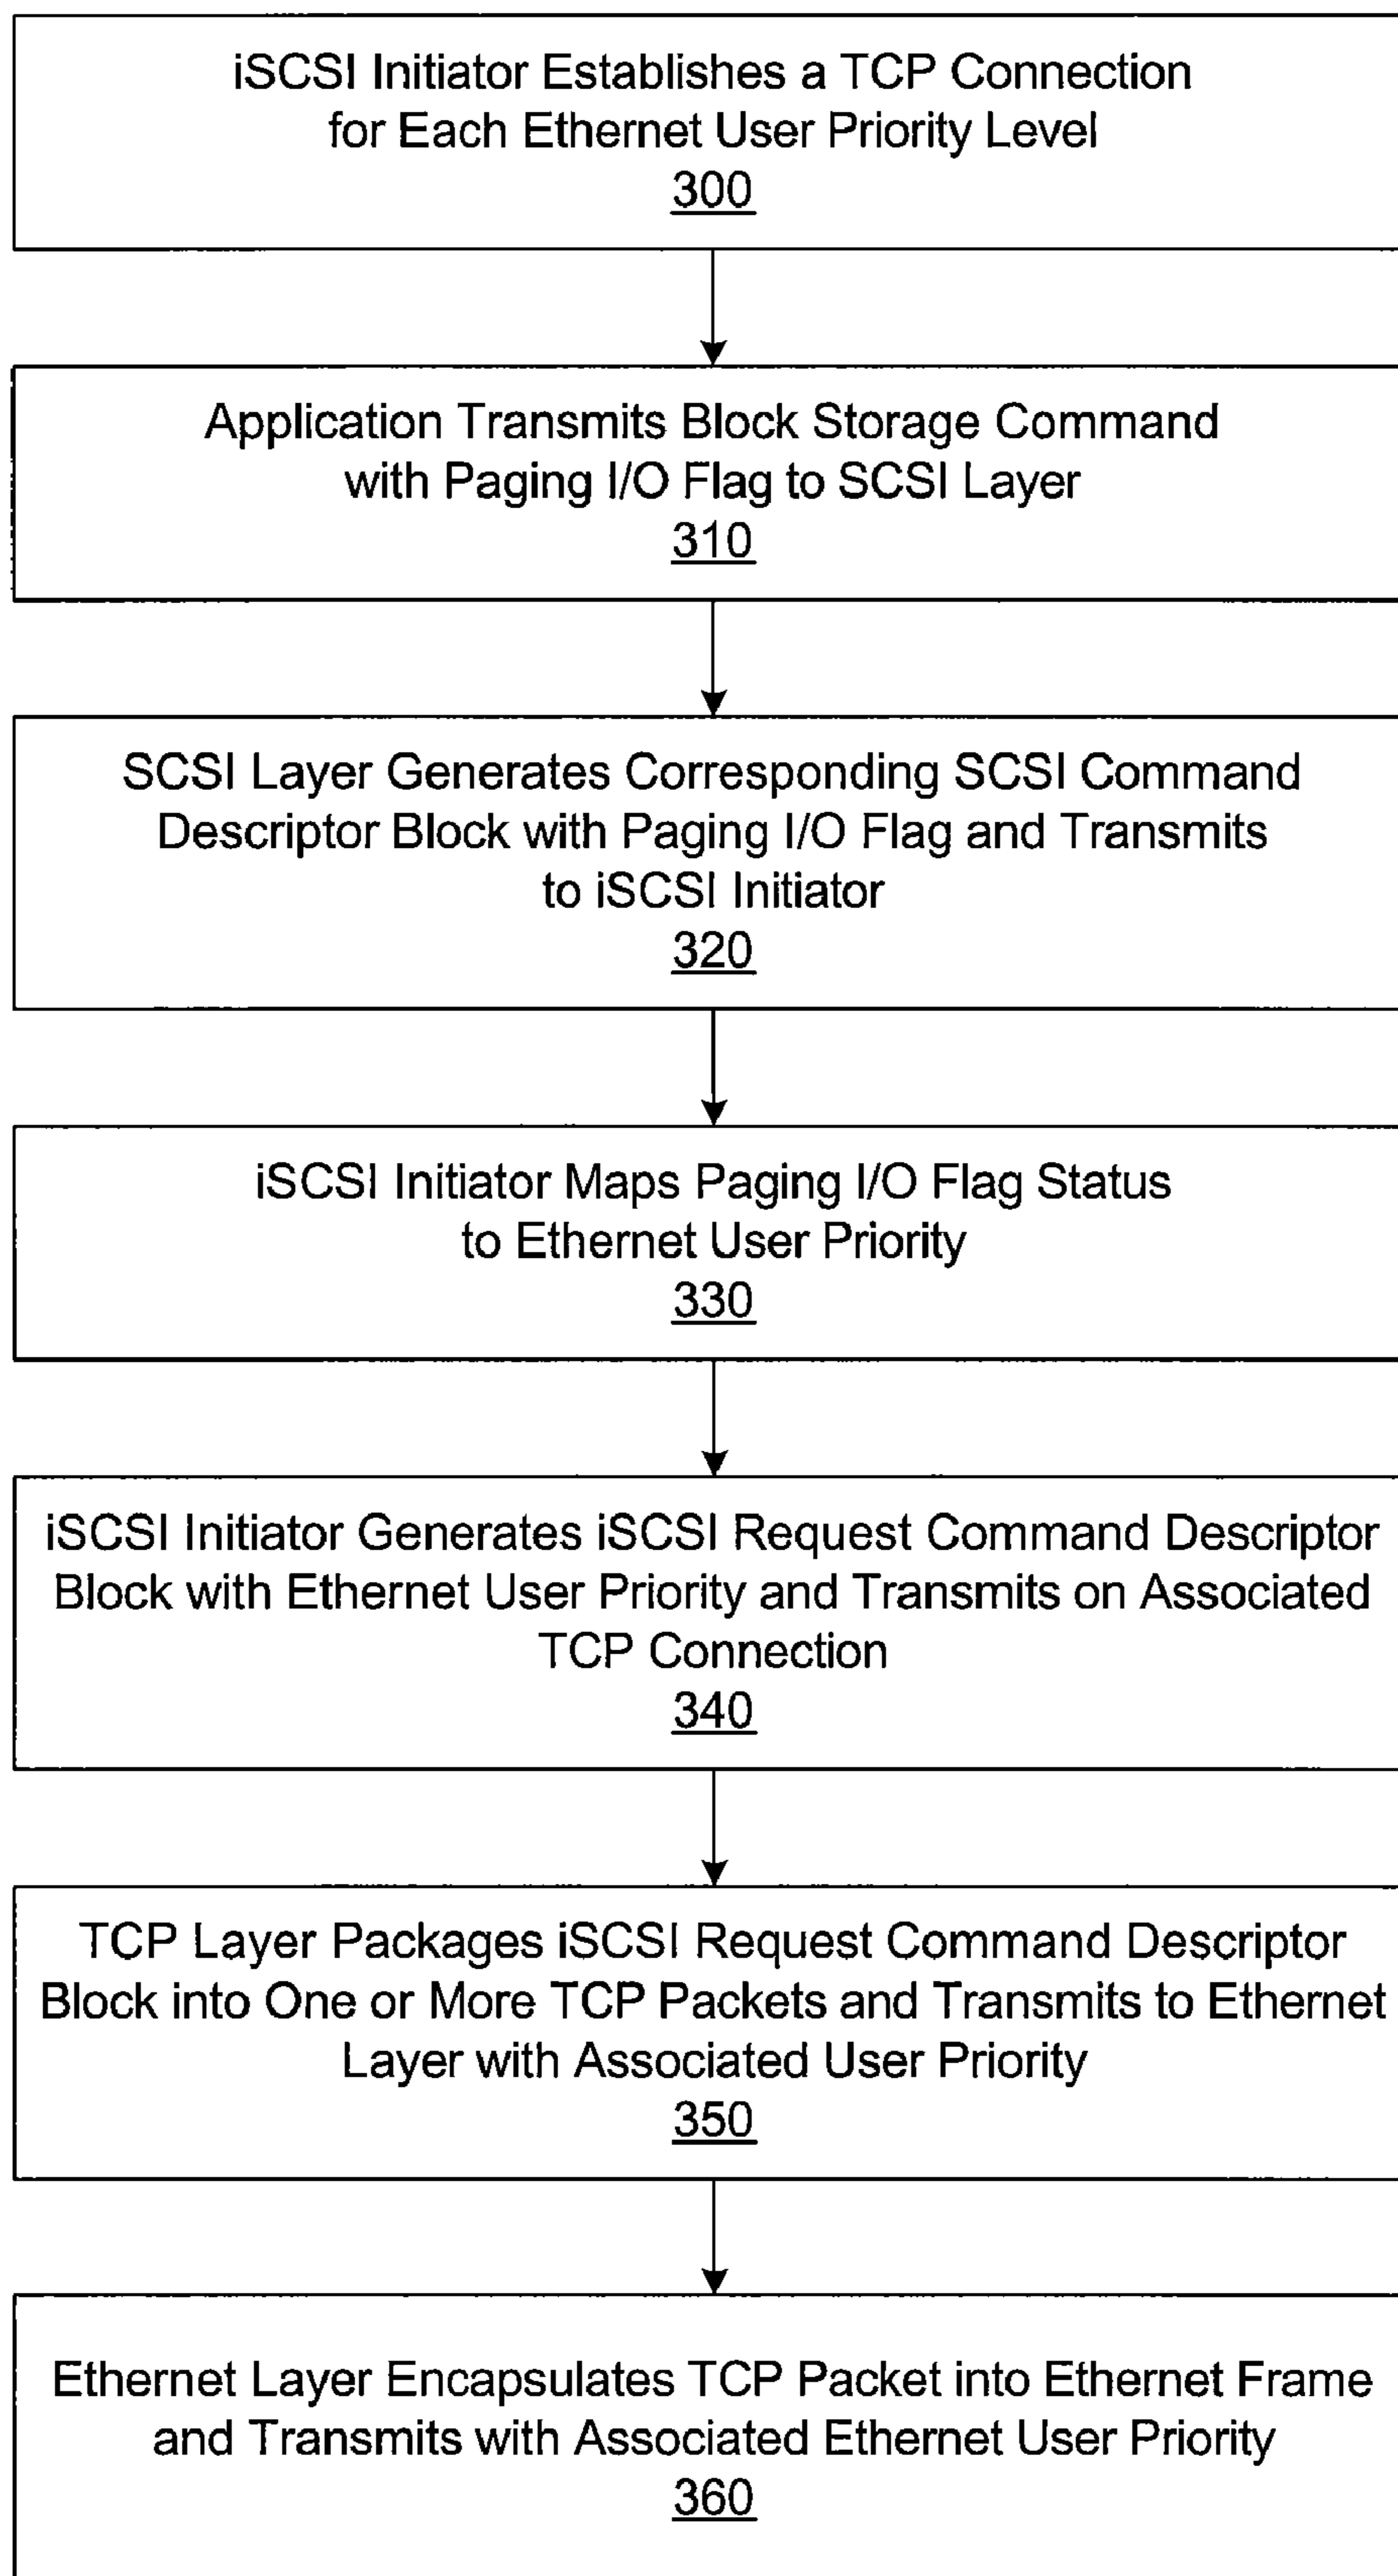 iSCSI Initiator Establishes a TCP Connection
for Each Ethernet User Priority Level
300
Application Transmits Block Storage Command
with Paging I/O Flag to SCSI Layer
310
SCSI Layer Generates Corresponding SCSI Command
Descriptor Block with Paging I/O Flag and Transmits
to iSCSI Initiator
320
iSCSI Initiator Maps Paging I/O Flag Status
to Ethernet User Priority
330
iSCSI Initiator Generates iSCSI Request Command Descriptor
Block with Ethernet User Priority and Transmits on Associated
TCP Connection
340
TCP Layer Packages iSCSI Request Command Descriptor
Block into One or More TCP Packets and Transmits to Ethernet
Layer with Associated User Priority
350
Ethernet Layer Encapsulates TCP Packet into Ethernet Frame
and Transmits with Associated Ethernet User Priority
360